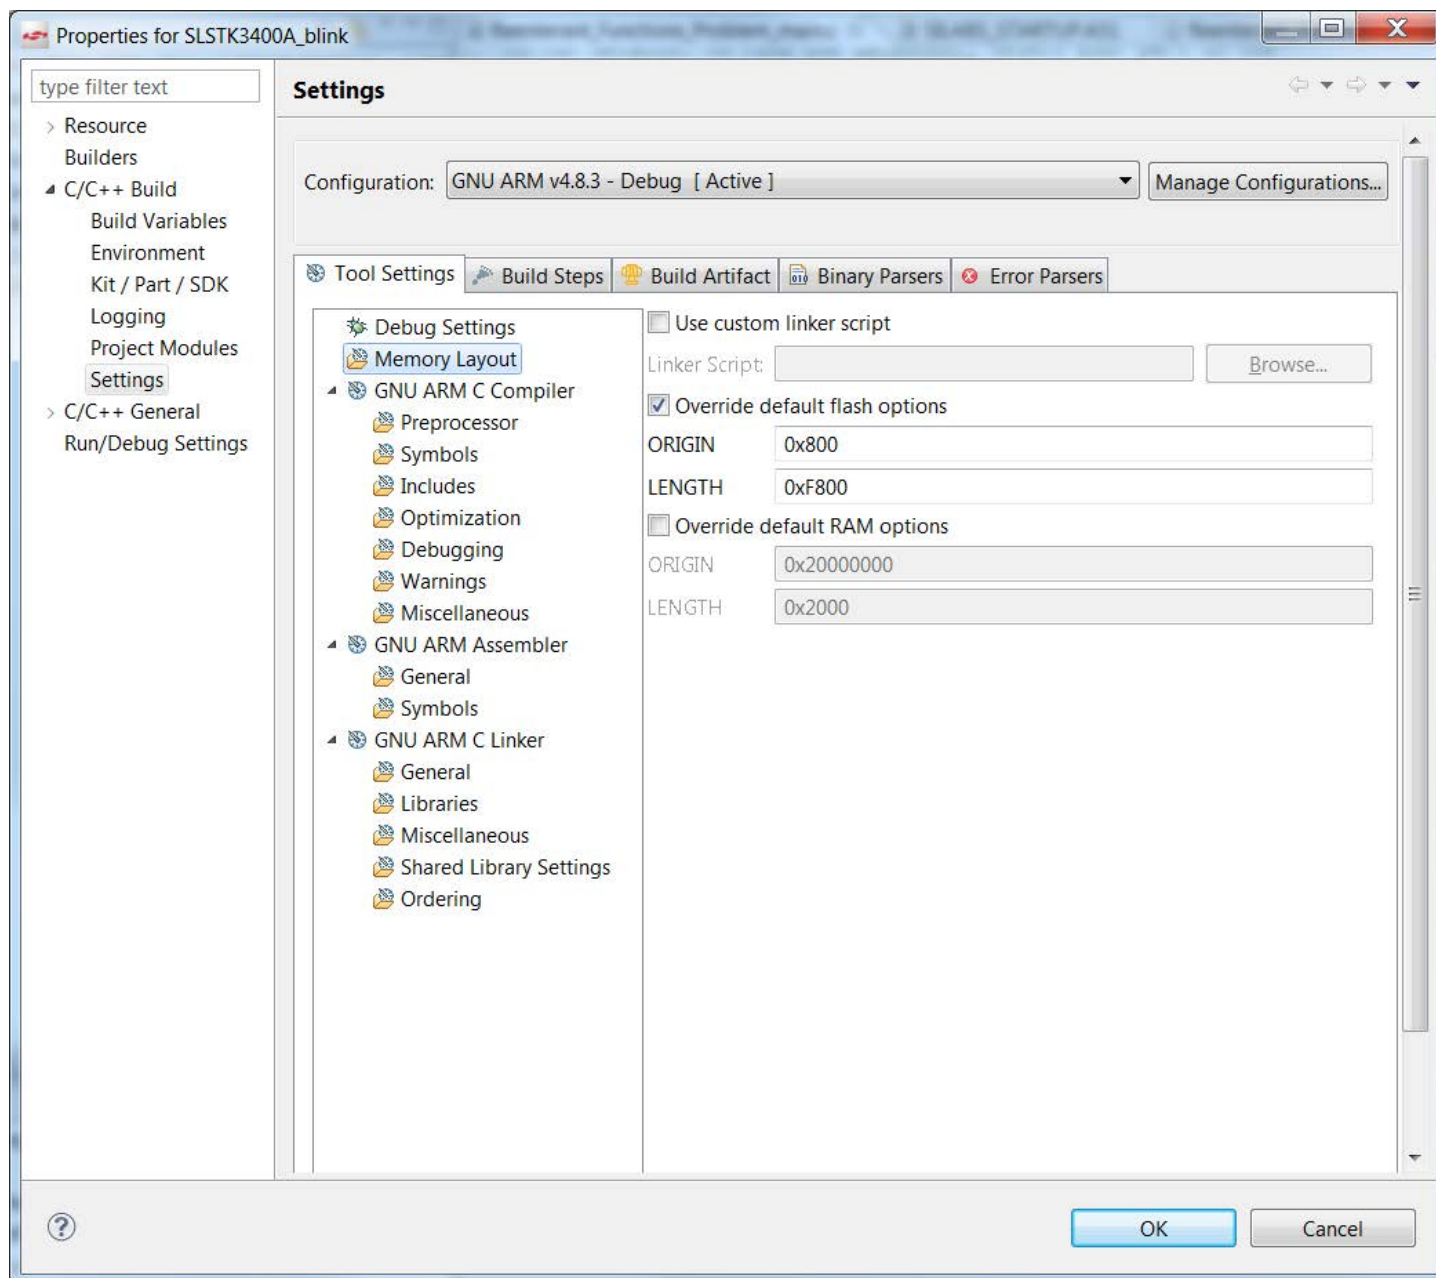 Properties for SLSTK3400A_blink
type filter text
Resource
Builders
C/C++ Build
Build Variables
Environment
Kit / Part / SDK
Logging
Project Modules
Settings
C/C++ General
Run/Debug Settings
Settings
Configuration: GNU ARM v4.8.3 - Debug [ Active ] Manage Configurations...
Tool Settings Build Steps Build Artifact Binary Parsers Error Parsers
Debug Settings
Memory Layout
GNU ARM C Compiler
Preprocessor
Symbols
Includes
Optimization
Debugging
Warnings
Miscellaneous
GNU ARM Assembler
General
Symbols
GNU ARM C Linker
General
Libraries
Miscellaneous
Shared Library Settings
Ordering
Use custom linker script
Linker Script: Browse...
Override default flash options
ORIGIN 0x800
LENGTH 0xF800
Override default RAM options
ORIGIN 0x20000000
LENGTH 0x2000
OK Cancel